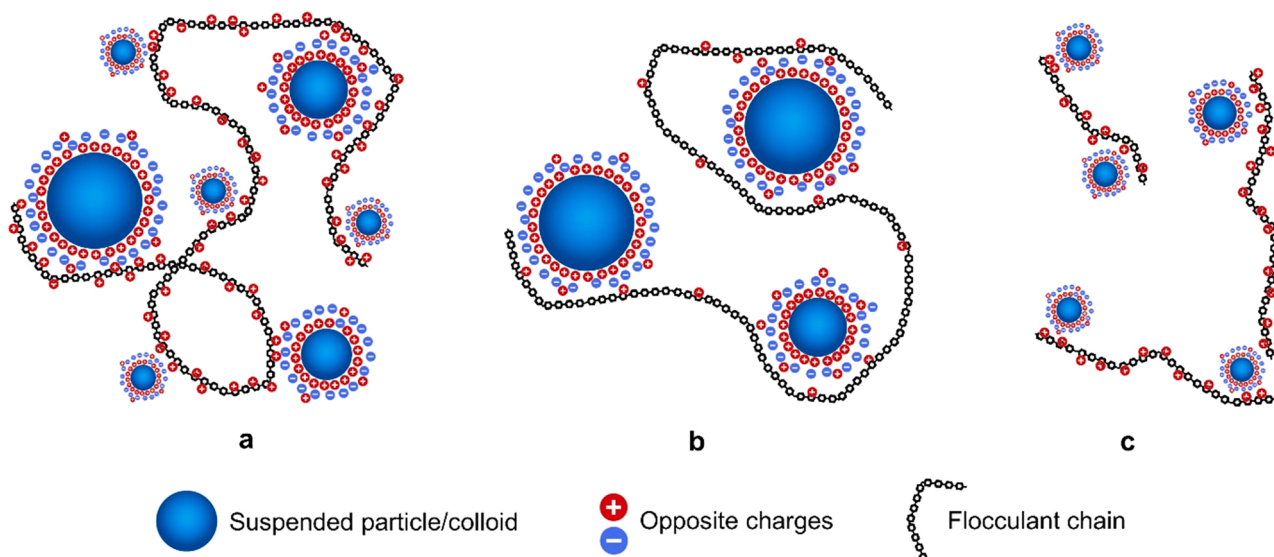 a
b
c
Suspended particle/colloid
Opposite charges
Flocculant chain